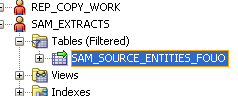 REP_COPY_WORK
SAM_EXTRACTS
Tables (Filtered)
SAM_SOURCE_ENTITIES_FOUO
Views
Indexes